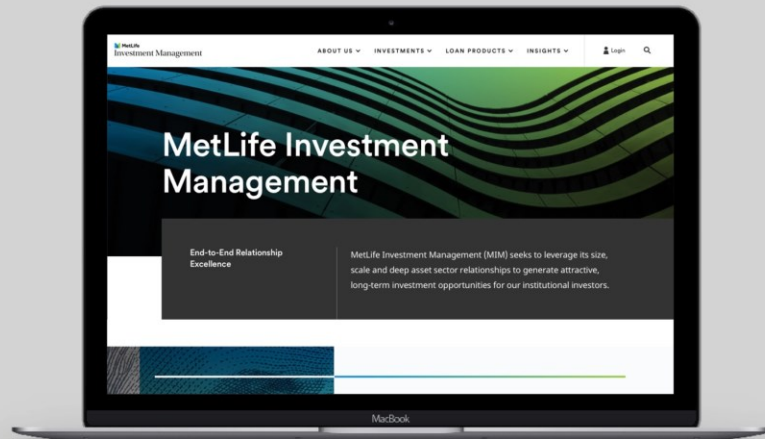 MetLife
Investment Management
ABOUT US
INVESTMENTS
LOAN PRODUCTS
INSIGHTS
Login
MetLife Investment
Management
End-to-End Relationship
Excellence
MetLife Investment Management (MIM) seeks to leverage its size,
scale and deep asset sector relationships to generate attractive,
long-term investment opportunities for our institutional investors.
MacBook